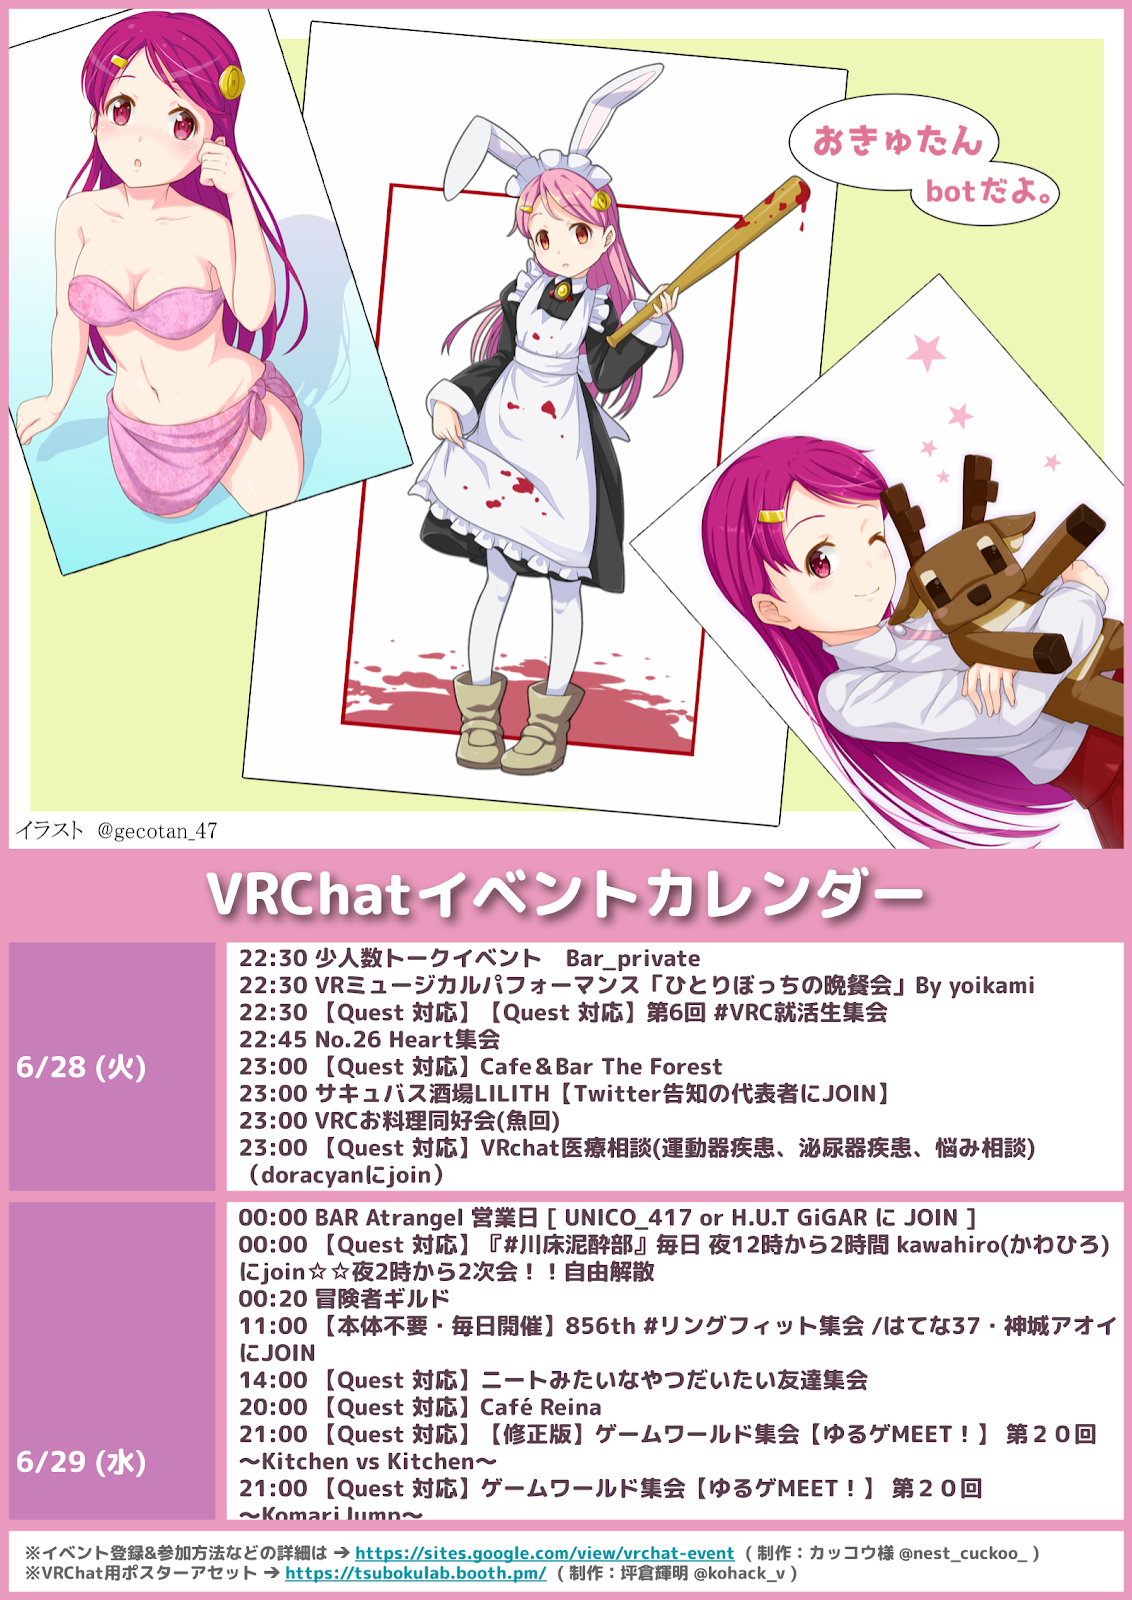 おきゅたん
botだよ。
イラスト @gecotan_47
VRChatイベントカレンダー
6/28 (火)
22:30 少人数トークイベント　Bar_private
22:30 VRミュージカルパフォーマンス「ひとりぼっちの晩餐会」By yoikami
22:30 【Quest 対応】【Quest 対応】第6回 #VRC就活生集会
22:45 No.26 Heart集会
23:00 【Quest 対応】Cafe＆Bar The Forest
23:00 サキュバス酒場LILITH【Twitter告知の代表者にJOIN】
23:00 VRCお料理同好会(魚回)
23:00 【Quest 対応】VRchat医療相談(運動器疾患、泌尿器疾患、悩み相談)
（doracyanにjoin）
6/29 (水)
00:00 BAR Atrangel 営業日 [ UNICO_417 or H.U.T GiGAR に JOIN ]
00:00 【Quest 対応】『#川床泥酔部』毎日 夜12時から2時間 kawahiro(かわひろ)
にjoin☆☆夜2時から2次会！！自由解散
00:20 冒険者ギルド
11:00 【本体不要・毎日開催】856th #リングフィット集会 /はてな37・神城アオイ
にJOIN
14:00 【Quest 対応】ニートみたいなやつだいたい友達集会
20:00 【Quest 対応】Café Reina
21:00 【Quest 対応】【修正版】ゲームワールド集会【ゆるゲMEET！】 第２０回
～Kitchen vs Kitchen～
21:00 【Quest 対応】ゲームワールド集会【ゆるゲMEET！】 第２０回
～Komari Jump～
※イベント登録&参加方法などの詳細は ➔ https://sites.google.com/view/vrchat-event ( 制作：カッコウ様 @nest_cuckoo_ )
※VRChat用ポスターアセット ➔ https://tsubokulab.booth.pm/ ( 制作：坪倉輝明 @kohack_v )